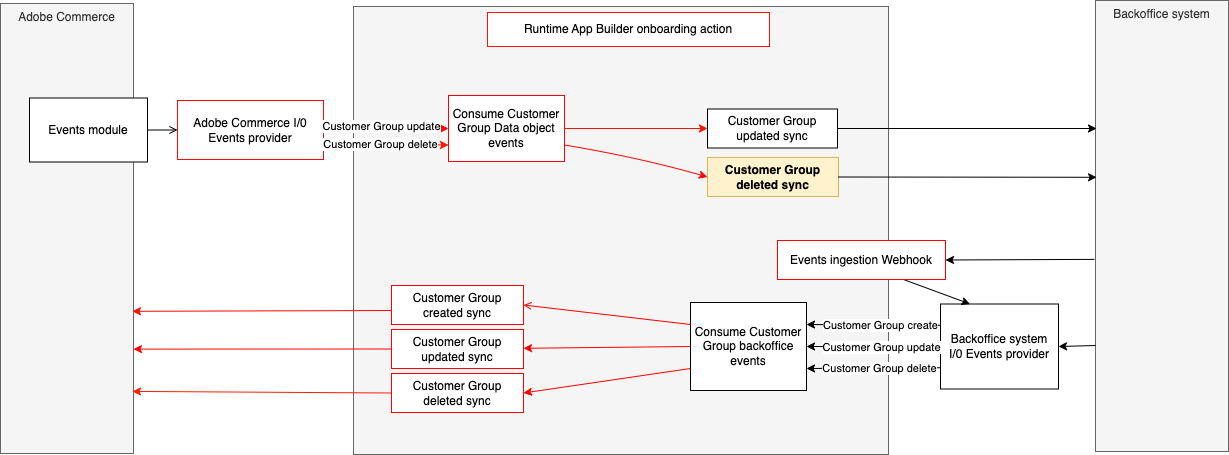 Adobe Commerce
Runtime App Builder onboarding action
Backoffice system
Events module
Adobe Commerce I/0
Events provider
Customer Group update
Customer Group delete
Consume Customer
Group Data object
events
Customer Group
updated sync
Customer Group
deleted sync
Events ingestion Webhook
Customer Group
created sync
Customer Group
updated sync
Customer Group
deleted sync
Consume Customer
Group backoffice
events
Customer Group create
Customer Group update
Customer Group delete
Backoffice system
I/0 Events provider